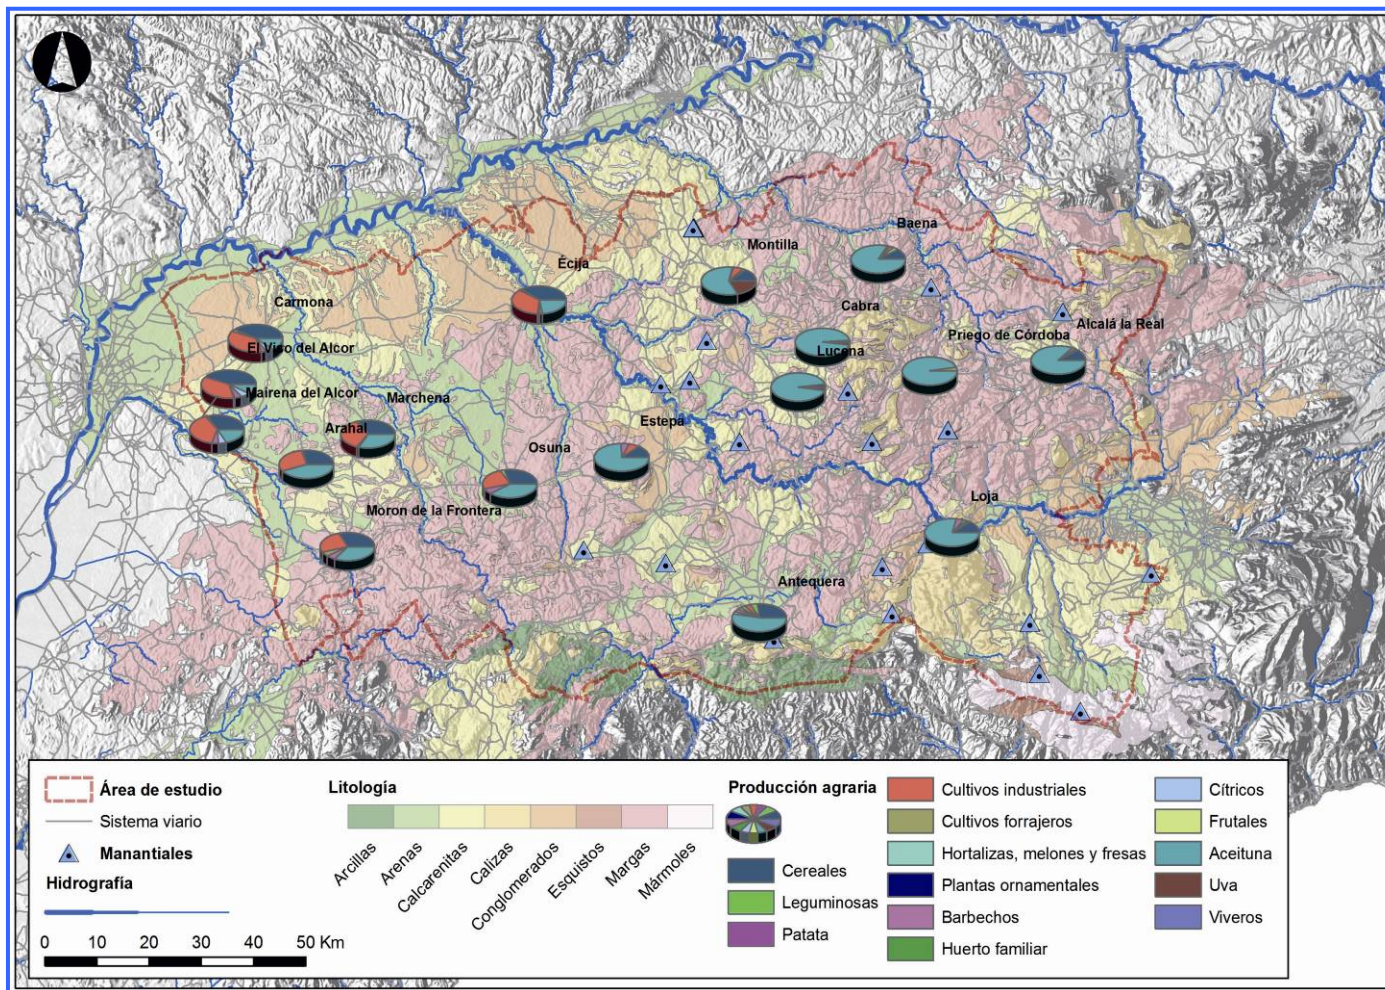 Baena
Montilla
Écija
Carmona
Cabra
Alcalá la Real
Priego de Córdoba
El Viso del Alcor
Lucena
Mairena del Alcor
Marchena
Estepa
Arahal
Osuna
Loja
Moron de la Frontera
Antequera
Área de estudio
Sistema viario
Manantiales
Hidrografía
0 10 20 30 40 50 Km
Litología
Arcillas
Arenas
Calcarenitas
Calizas
Conglomerados
Esquistos
Margas
Mármoles
Producción agraria
Cereales
Leguminosas
Patata
Cultivos industriales
Cultivos forrajeros
Hortalizas, melones y fresas
Plantas ornamentales
Barbechos
Huerto familiar
Cítricos
Frutales
Aceituna
Uva
Viveros